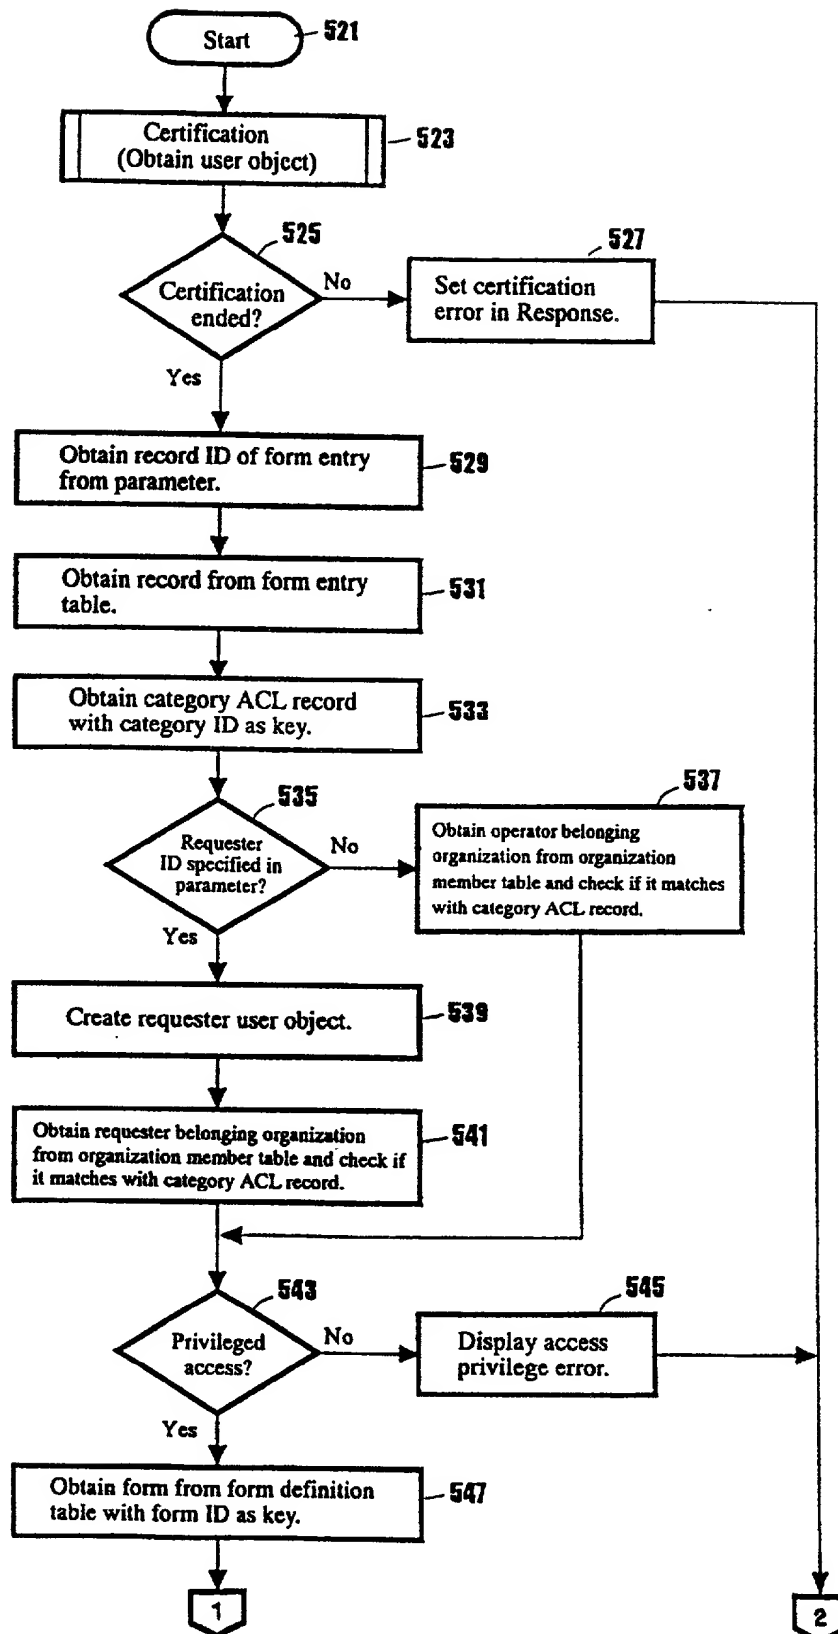 Start
521
Certification
(Obtain user object)
523
525
Certification
ended?
No
Yes
527
Set certification
error in Response.
Obtain record ID of form entry
from parameter.
529
Obtain record from form entry
table.
531
Obtain category ACL record
with category ID as key.
533
535
Requester
ID specified in
parameter?
No
Yes
537
Obtain operator belonging
organization from organization
member table and check if it matches
with category ACL record.
Create requester user object.
539
Obtain requester belonging organization
from organization member table and check if
it matches with category ACL record.
541
543
Privileged
access?
No
Yes
545
Display access
privilege error.
Obtain form from form definition
table with form ID as key.
547
1
2